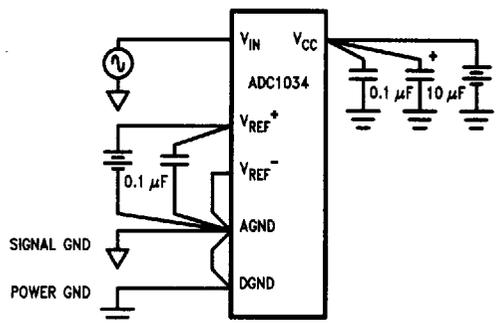 VIN VCC
ADC1034
0.1 μF 10 μF
+
VREF+
VREF−
0.1 μF
AGND
SIGNAL GND
DGND
POWER GND